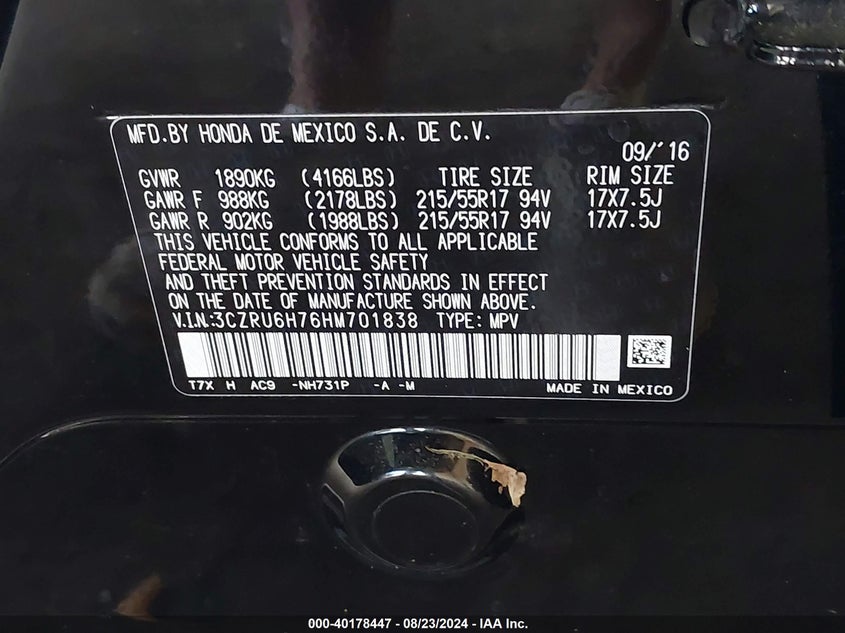 MFD.BY HONDA DE MEXICO S.A. DE C.V.
09/'16
GVWR 1890KG (4166LBS) TIRE SIZE RIM SIZE
GAWR F 988KG (2178LBS) 215/55R17 94V 17X7.5J
GAWR R 902KG (1988LBS) 215/55R17 94V 17X7.5J
THIS VEHICLE CONFORMS TO ALL APPLICABLE
FEDERAL MOTOR VEHICLE SAFETY
AND THEFT PREVENTION STANDARDS IN EFFECT
ON THE DATE OF MANUFACTURE SHOWN ABOVE.
V.I.N:3CZRU6H76HM701838 TYPE: MPV
T7X H AC9 -NH731P -A -M MADE IN MEXICO
000-40178447 - 08/23/2024 - IAA Inc.